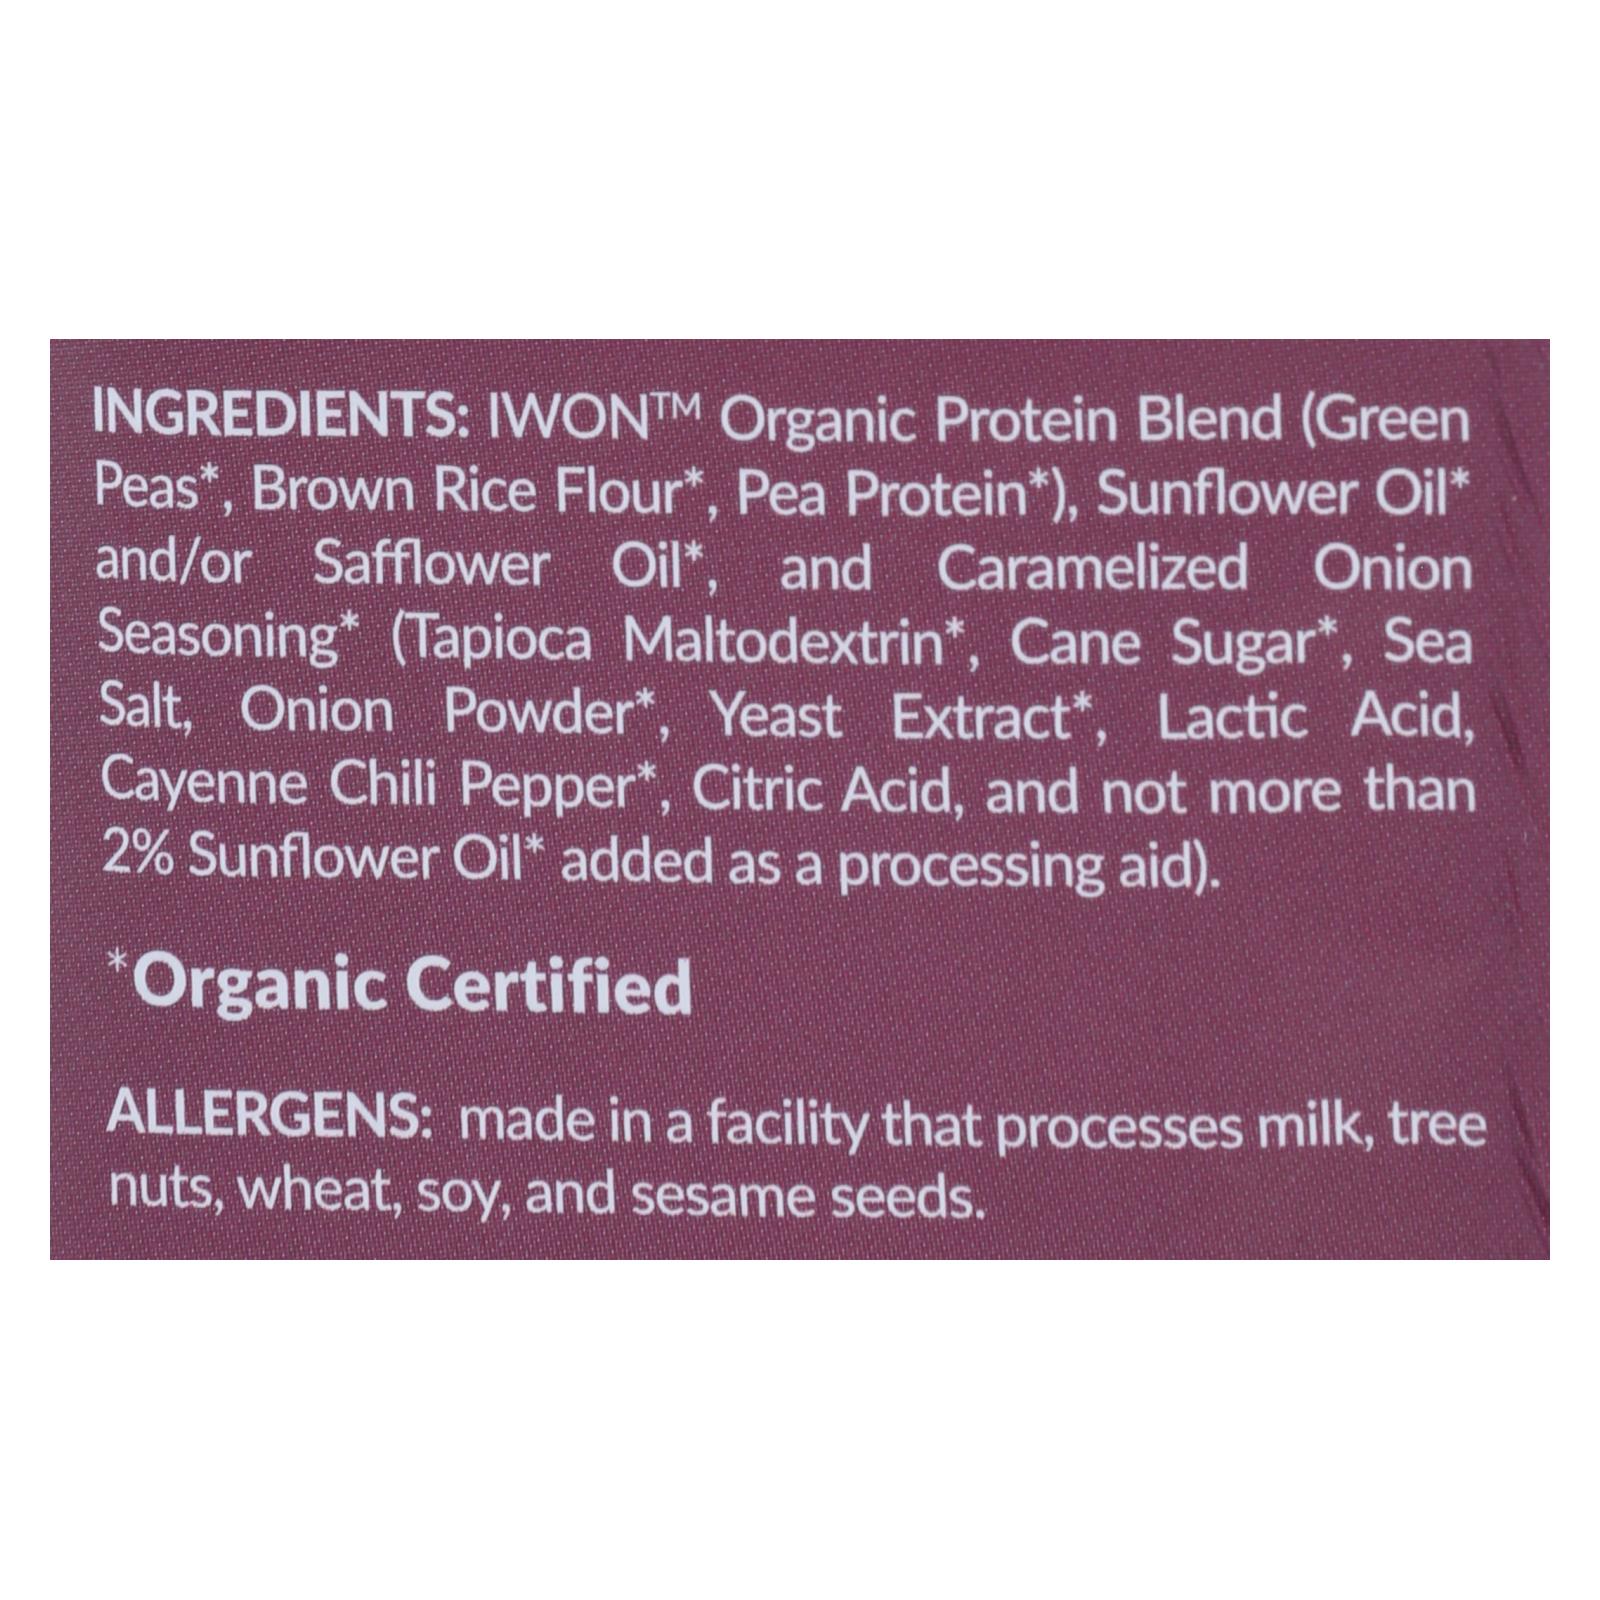 INGREDIENTS: IWON™ Organic Protein Blend (Green
Peas*, Brown Rice Flour*, Pea Protein*), Sunflower Oil*
and/or Safflower Oil*, and Caramelized Onion
Seasoning* (Tapioca Maltodextrin*, Cane Sugar*, Sea
Salt, Onion Powder*, Yeast Extract*, Lactic Acid,
Cayenne Chili Pepper*, Citric Acid, and not more than
2% Sunflower Oil* added as a processing aid).
*Organic Certified
ALLERGENS: made in a facility that processes milk, tree
nuts, wheat, soy, and sesame seeds.